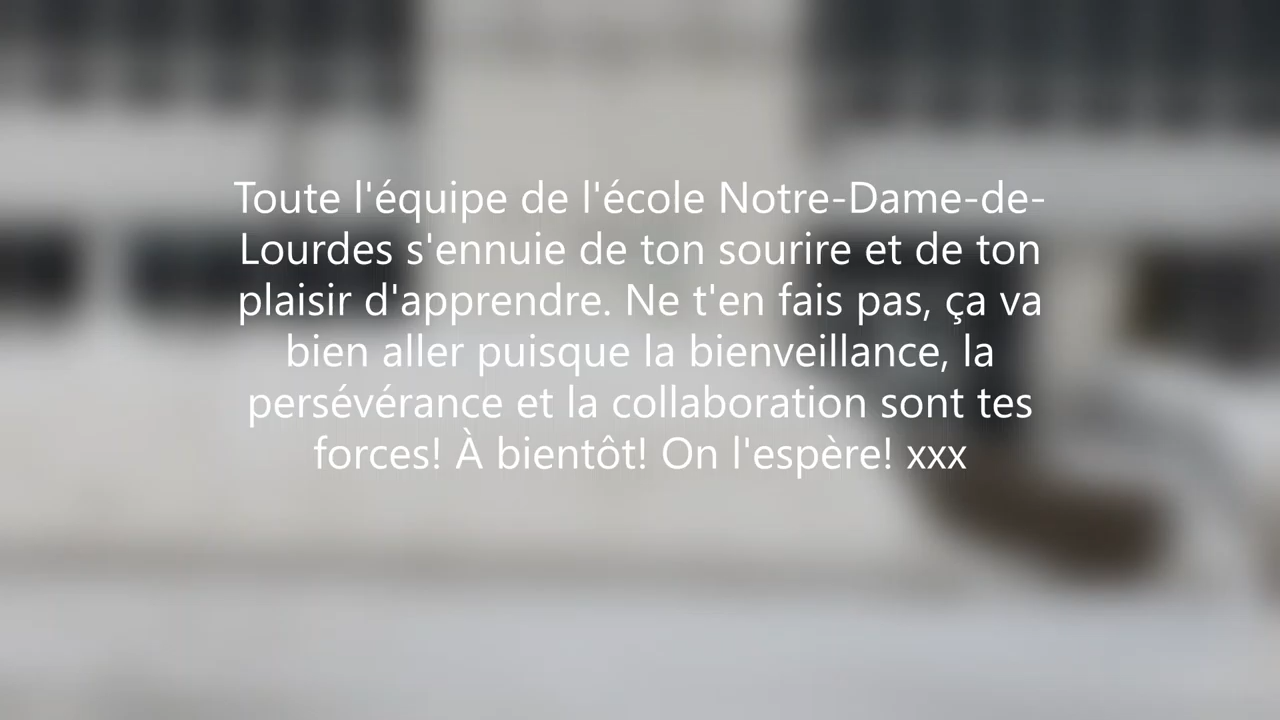 Toute l'équipe de l'école Notre-Dame-de-
Lourdes s'ennuie de ton sourire et de ton
plaisir d'apprendre. Ne t'en fais pas, ça va
bien aller puisque la bienveillance, la
persévérance et la collaboration sont tes
forces! À bientôt! On l'espère! xxx